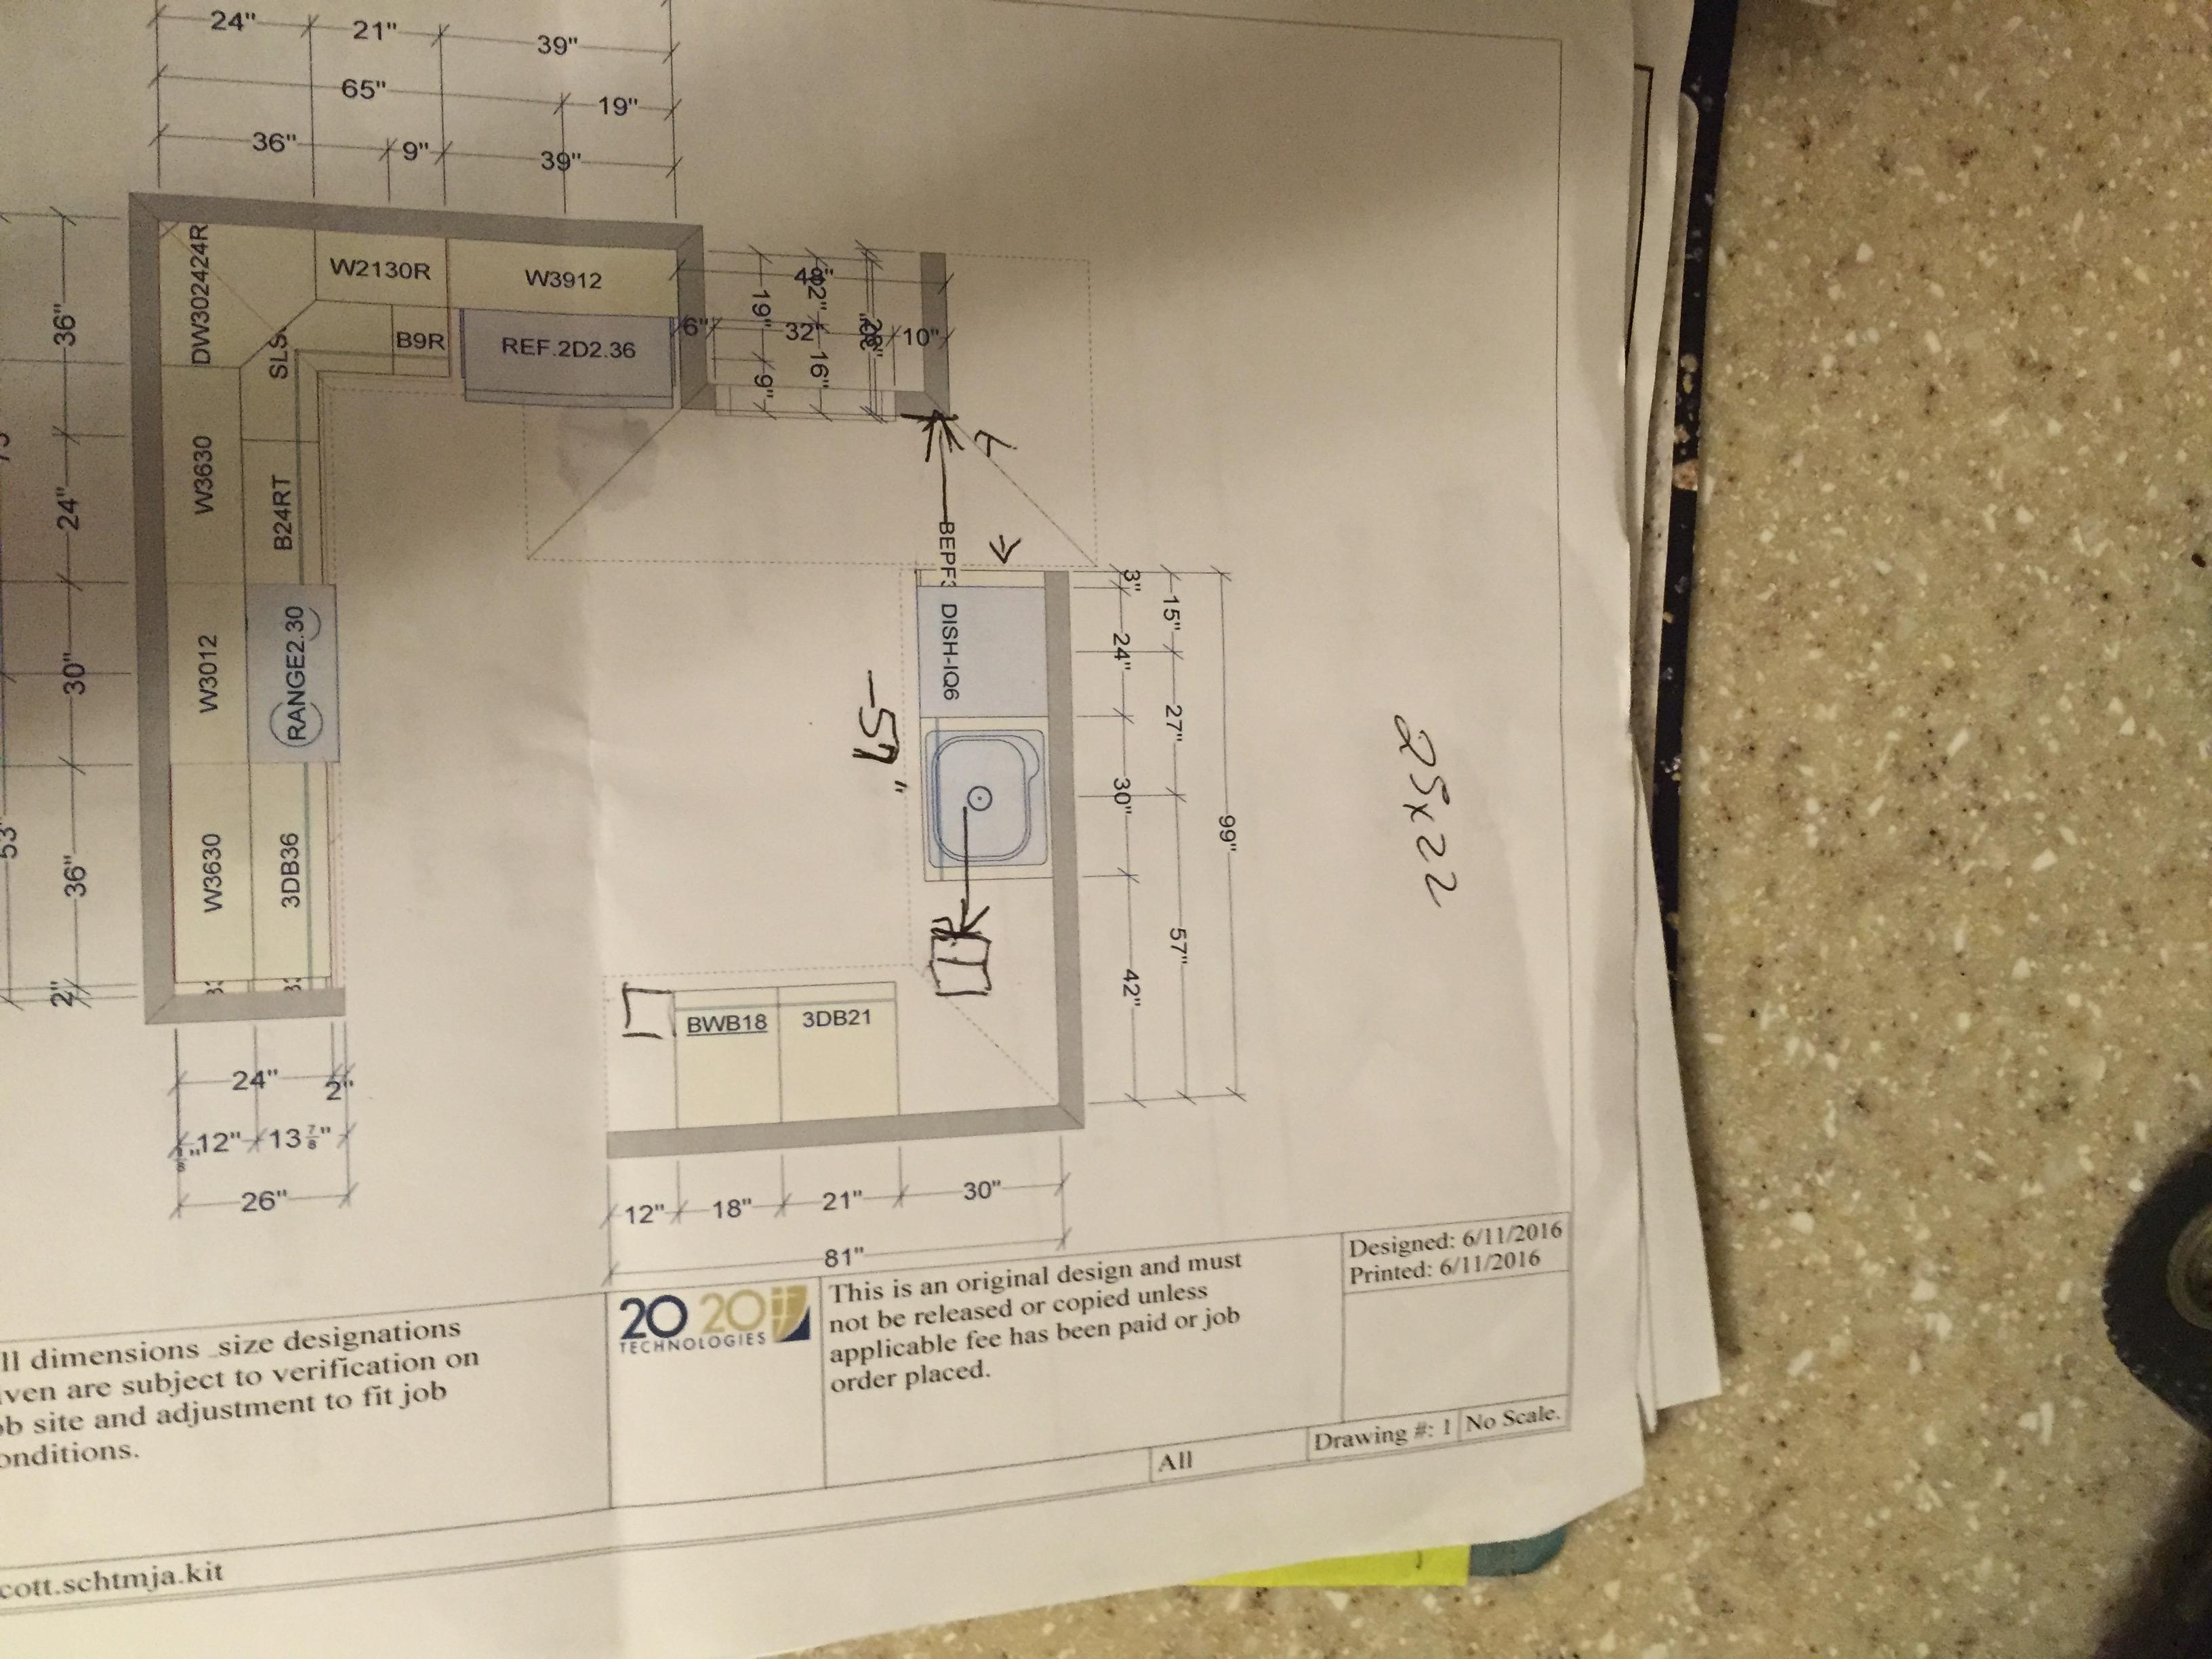 cott.schtmja.kit
ll dimensions size designations
iven are subject to verification on
ob site and adjustment to fit job
onditions.
20 20
TECHNOLOGIES
This is an original design and must
not be released or copied unless
applicable fee has been paid or job
order placed.
Designed: 6/11/2016
Printed: 6/11/2016
All
Drawing #: 1
No Scale.
81"
12"
18"
21"
30"
26"
12"
13 7/8"
24"
2"
99"
57"
42"
30"
27"
24"
15"
3"
25x22
57"
3DB21
BWB18
DISH-IQ6
BEPF3
3DB36
W3630
RANGE2.30
W3012
B24RT
W3630
SLS
DW302424R
REF.2D2.36
B9R
W3912
W2130R
2"
36"
30"
24"
36"
53"
10"
16"
9"
32"
19"
6"
39"
9"
36"
19"
65"
39"
21"
24"